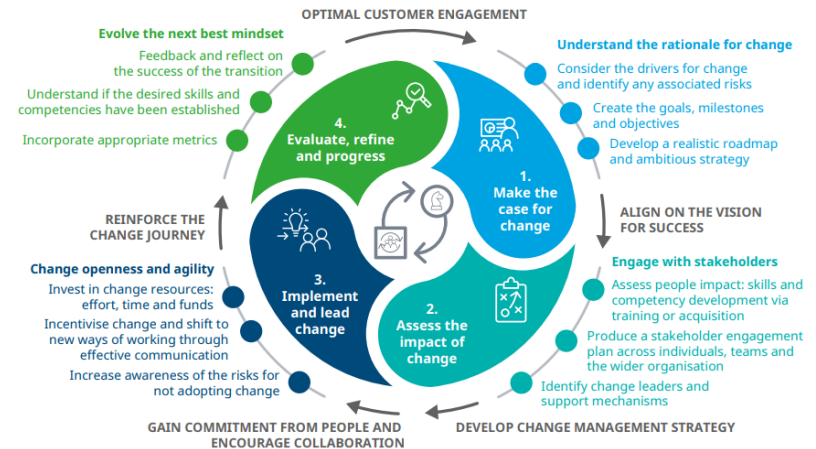 OPTIMAL CUSTOMER ENGAGEMENT
Understand the rationale for change
Consider the drivers for change
and identify any associated risks
Create the goals, milestones
and objectives
Develop a realistic roadmap
and ambitious strategy
1.
Make the
case for
change
ALIGN ON THE VISION
FOR SUCCESS
Engage with stakeholders
Assess people impact: skills and
competency development via
training or acquisition
Produce a stakeholder engagement
plan across individuals, teams and
the wider organisation
Identify change leaders and
support mechanisms
2.
Assess the
impact of
change
DEVELOP CHANGE MANAGEMENT STRATEGY
GAIN COMMITMENT FROM PEOPLE AND
ENCOURAGE COLLABORATION
3.
Implement
and lead
change
Change openness and agility
Invest in change resources:
effort, time and funds
Incentivise change and shift to
new ways of working through
effective communication
Increase awareness of the risks for
not adopting change
REINFORCE THE
CHANGE JOURNEY
4.
Evaluate, refine
and progress
Evolve the next best mindset
Feedback and reflect on
the success of the transition
Understand if the desired skills and
competencies have been established
Incorporate appropriate metrics